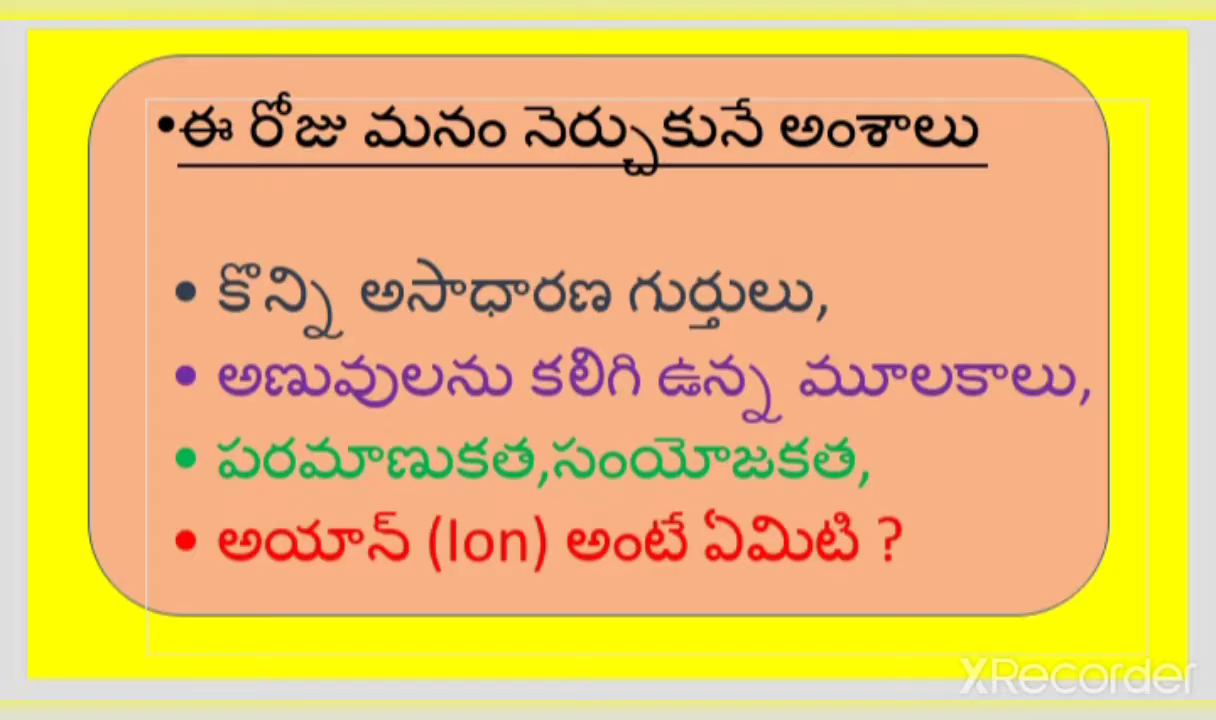 •ఈ రోజు మనం నెర్చుకునే అంశాలు
• కొన్ని అసాధారణ గుర్తులు,
• అణువులను కలిగి ఉన్న మూలకాలు,
• పరమాణుకత,సంయోజకత,
• అయాన్ (Ion) అంటే ఏమిటి ?
XRecorder